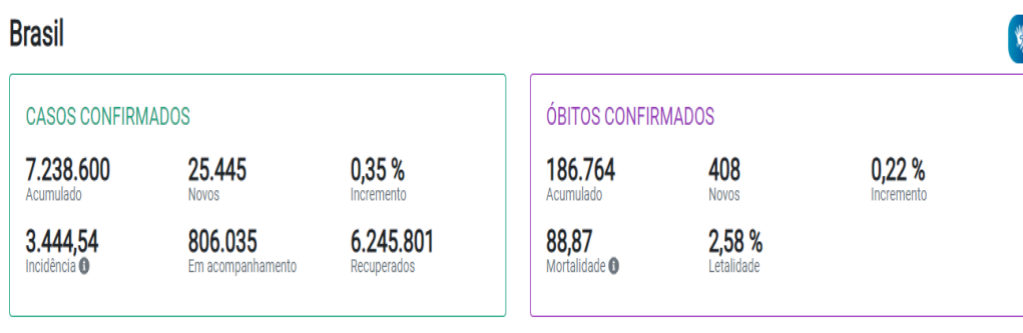 Brasil
CASOS CONFIRMADOS
7.238.600 25.445 0,35 %
Acumulado Novos Incremento
3.444,54 806.035 6.245.801
Incidência Em acompanhamento Recuperados
ÓBITOS CONFIRMADOS
186.764 408 0,22 %
Acumulado Novos Incremento
88,87 2,58 %
Mortalidade Letalidade